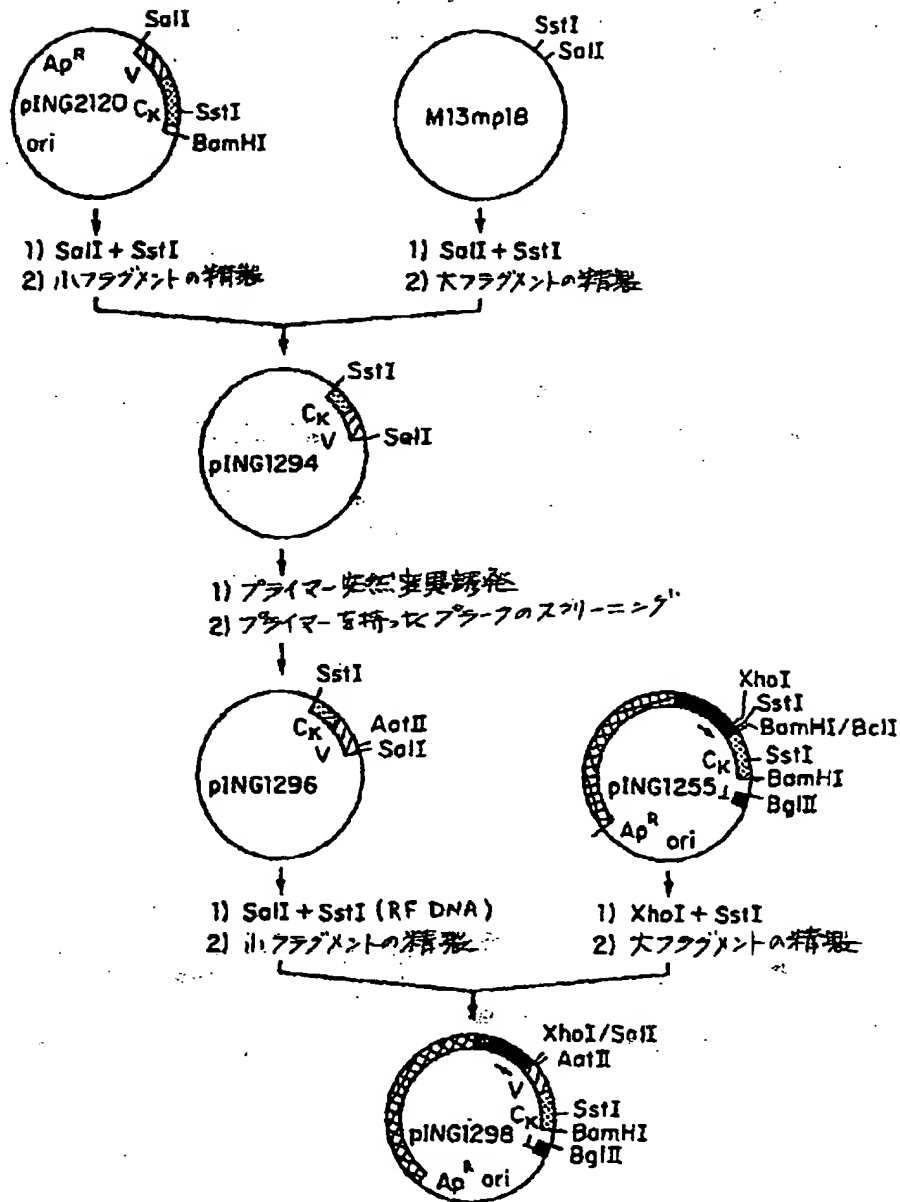 SalI
Ap^R
V
pING2120
C_K
SstI
ori
BamHI
SstI
SalI
M13mp18
1) SalI + SstI
2) 小フラグメントの精製
1) SalI + SstI
2) 大フラグメントの精製
SstI
C_K
V
SalI
pING1294
1) プライマー突然変異誘発
2) プライマーを持ったプラークのスクリーニング
SstI
C_K
AatII
V
SalI
pING1296
XhoI
SstI
BamHI/BclI
C_K
SstI
pING1255
BamHI
BglII
Ap^R
ori
1) SalI + SstI (RF DNA)
2) 小フラグメントの精製
1) XhoI + SstI
2) 大フラグメントの精製
XhoI/SalI
AatII
V
C_K
SstI
pING1298
BamHI
BglII
Ap^R ori